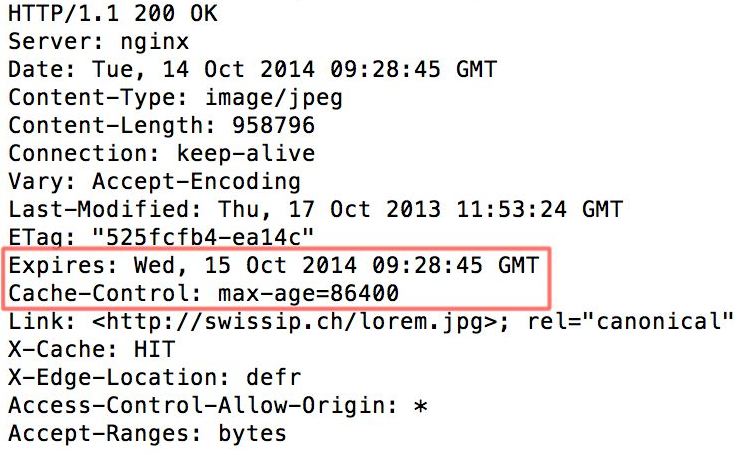 HTTP/1.1 200 OK
Server: nginx
Date: Tue, 14 Oct 2014 09:28:45 GMT
Content-Type: image/jpeg
Content-Length: 958796
Connection: keep-alive
Vary: Accept-Encoding
Last-Modified: Thu, 17 Oct 2013 11:53:24 GMT
ETag: "525fcfb4-ea14c"
Expires: Wed, 15 Oct 2014 09:28:45 GMT
Cache-Control: max-age=86400
Link: <http://swissip.ch/lorem.jpg>; rel="canonical"
X-Cache: HIT
X-Edge-Location: defr
Access-Control-Allow-Origin: *
Accept-Ranges: bytes